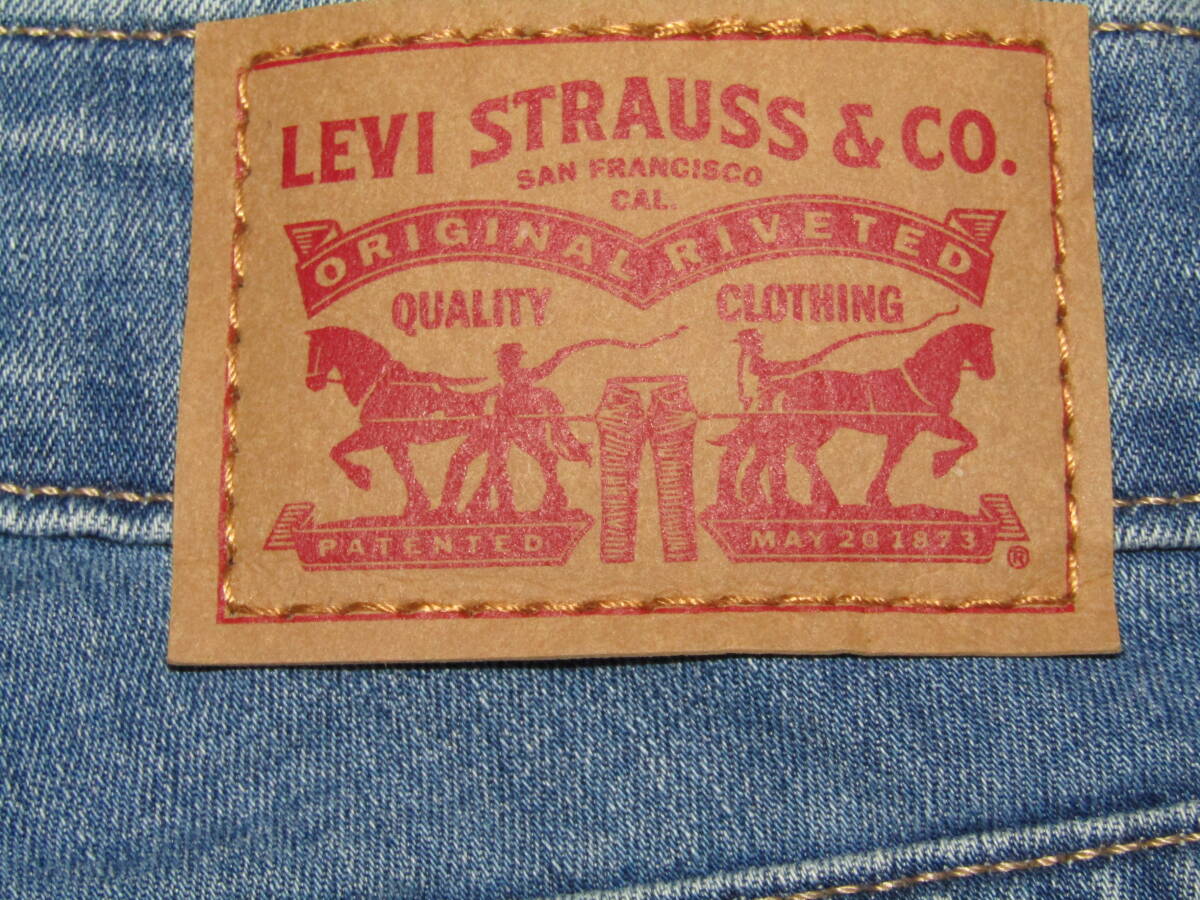 LEVI STRAUSS & CO.
SAN FRANCISCO
CAL.
ORIGINAL RIVETED
QUALITY CLOTHING
PATENTED MAY 20 1873 ®